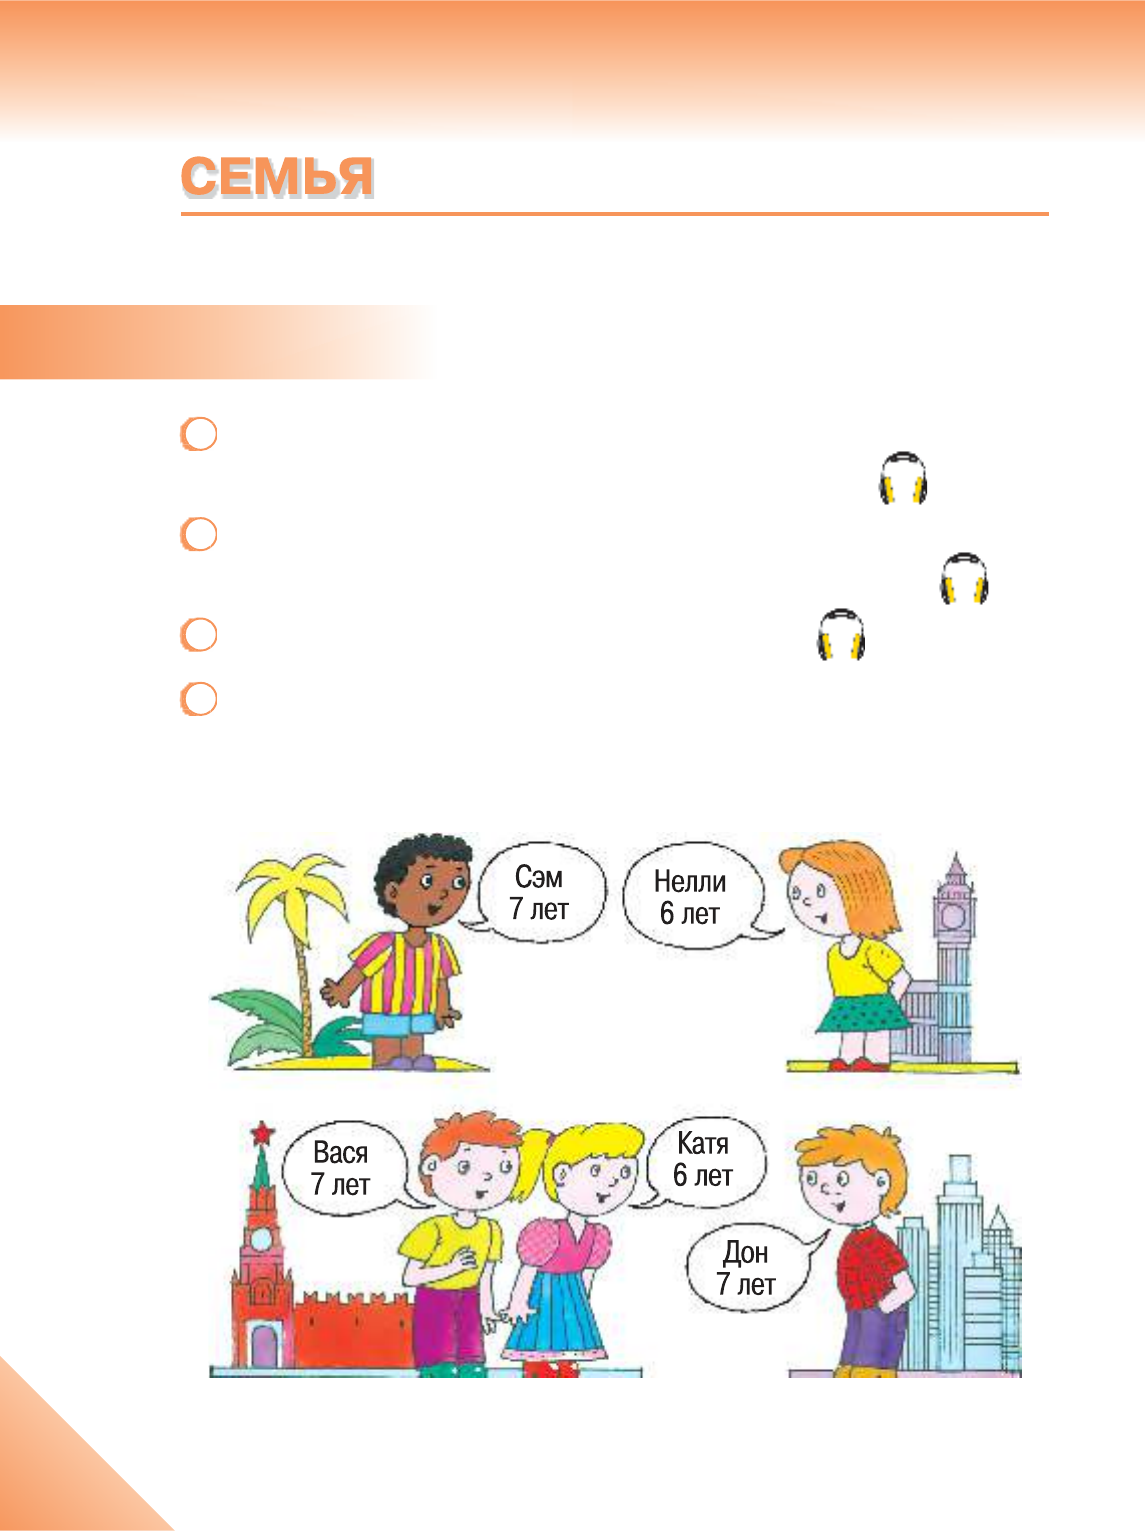 СЕМЬЯ
Сэм
7 лет
Нелли
6 лет
Вася
7 лет
Катя
6 лет
Дон
7 лет